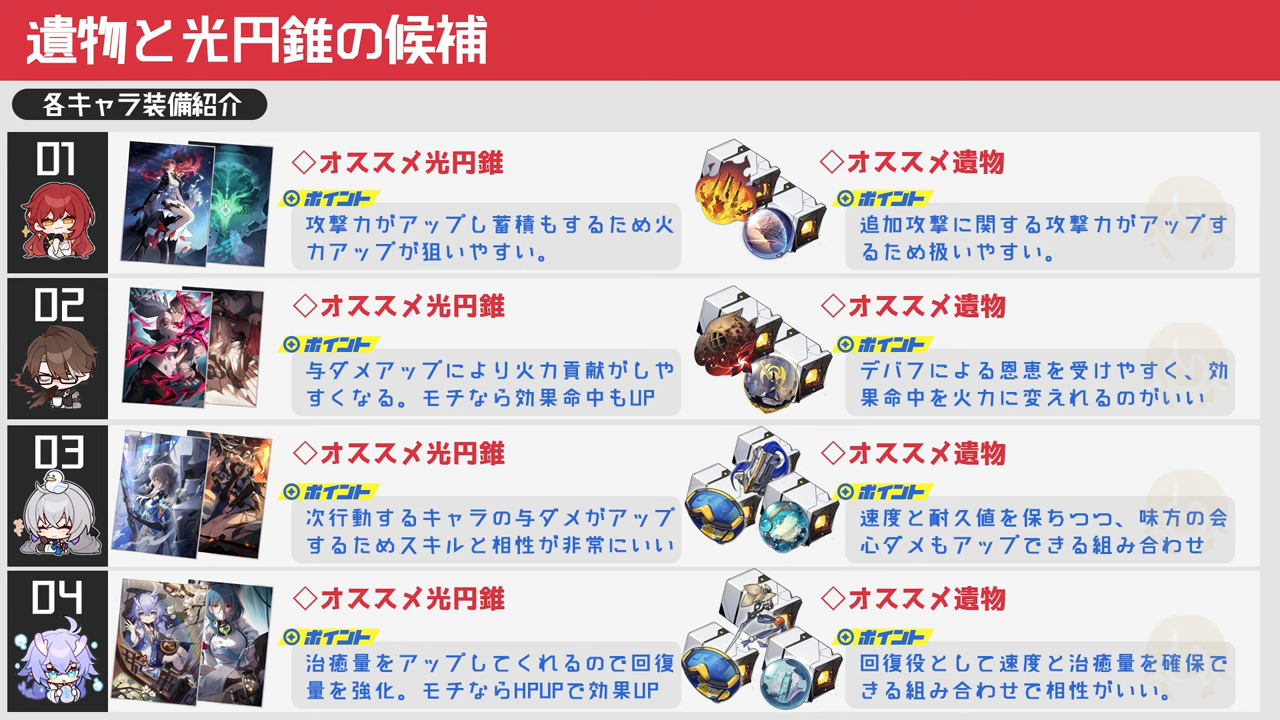 遺物と光円錐の候補
各キャラ装備紹介
01
◇オススメ光円錐
ポイント
攻撃力がアップし蓄積もするため火
力アップが狙いやすい。
◇オススメ遺物
ポイント
追加攻撃に関する攻撃力がアップす
るため扱いやすい。
02
◇オススメ光円錐
ポイント
与ダメアップにより火力貢献がしや
すくなる。モチなら効果命中もUP
◇オススメ遺物
ポイント
デバフによる恩恵を受けやすく、効
果命中を火力に変えれるのがいい
03
◇オススメ光円錐
ポイント
次行動するキャラの与ダメがアップ
するためスキルと相性が非常にいい
◇オススメ遺物
ポイント
速度と耐久値を保ちつつ、味方の会
心ダメもアップできる組み合わせ
04
◇オススメ光円錐
ポイント
治癒量をアップしてくれるので回復
量を強化。モチならHPUPで効果UP
◇オススメ遺物
ポイント
回復役として速度と治癒量を確保で
きる組み合わせで相性がいい。